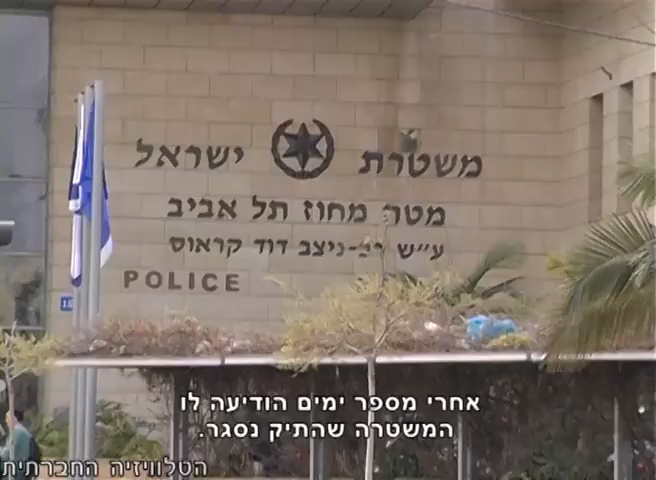 משטרת ישראל
מטה מחוז תל אביב
ע״ש רב-ניצב דוד קראוס
POLICE
אחרי מספר ימים הודיעה לו
המשטרה שהתיק נסגר.
הטלוויזיה החברתית